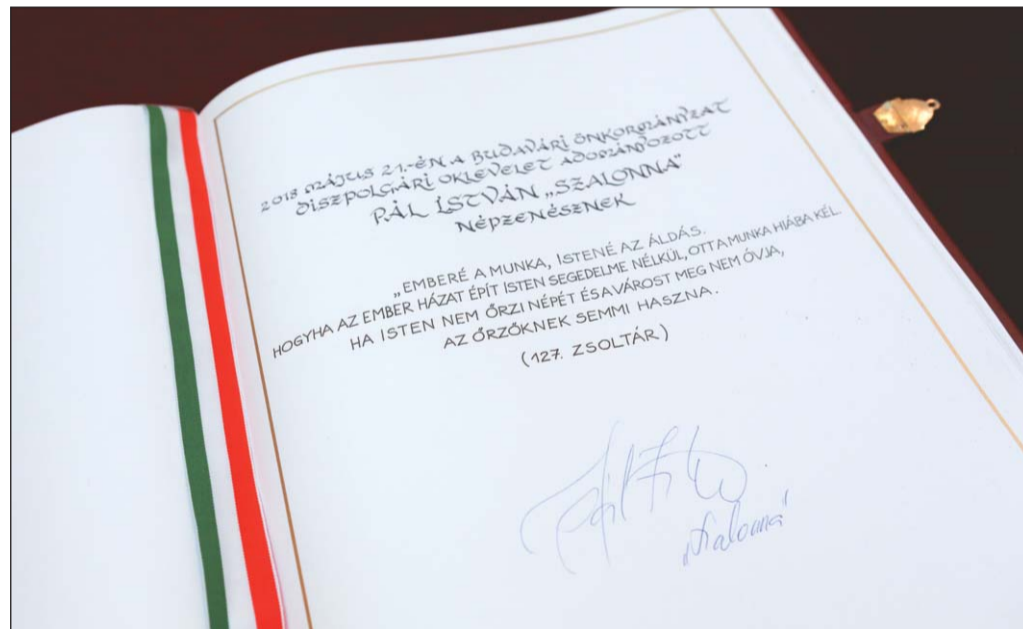 2018 MÁJUS 21.-ÉN A BUDAVÁRI ÖNKORMÁNYZAT
DÍSZPOLGÁRI OKLEVELET ADOMÁNYOZOTT
PÁL ISTVÁN „SZALONNA”
NÉPZENÉSZNEK
„EMBERÉ A MUNKA, ISTENÉ AZ ÁLDÁS.
HOGYHA AZ EMBER HÁZAT ÉPÍT ISTEN SEGEDELME NÉLKÜL, OTT A MUNKA HIÁBA KÉL.
HA ISTEN NEM ŐRZI NÉPÉT ÉS A VÁROST MEG NEM ÓVJA,
AZ ŐRZŐKNEK SEMMI HASZNA.
(127. ZSOLTÁR)
Pál István
„Szalonna”